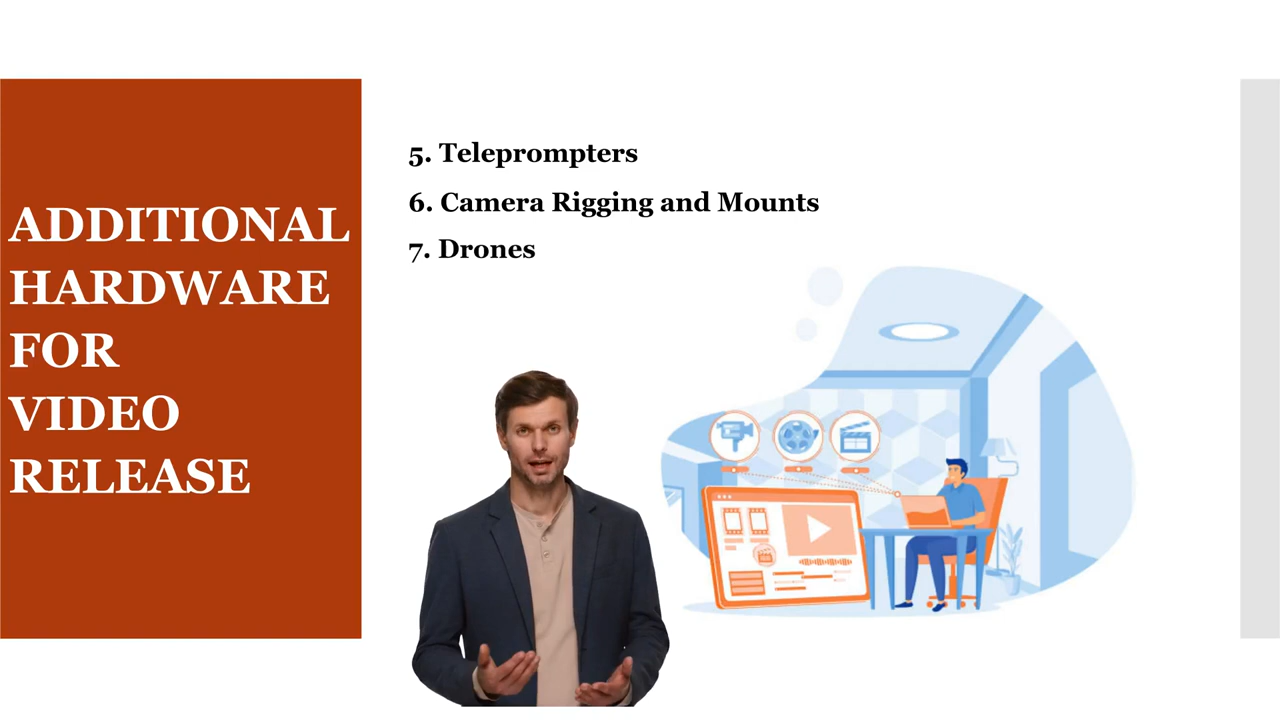 ADDITIONAL
HARDWARE
FOR
VIDEO
RELEASE
5. Teleprompters
6. Camera Rigging and Mounts
7. Drones